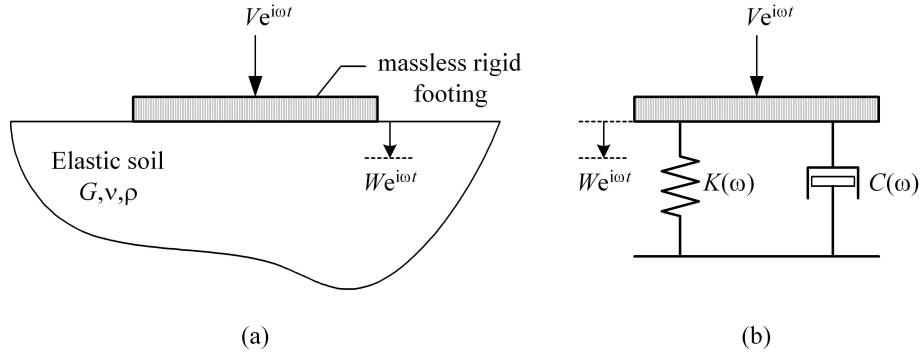 Ve^{iωt}
massless rigid
footing
Elastic soil
G,ν,ρ
We^{iωt}
(a)
Ve^{iωt}
We^{iωt}
K(ω)
C(ω)
(b)